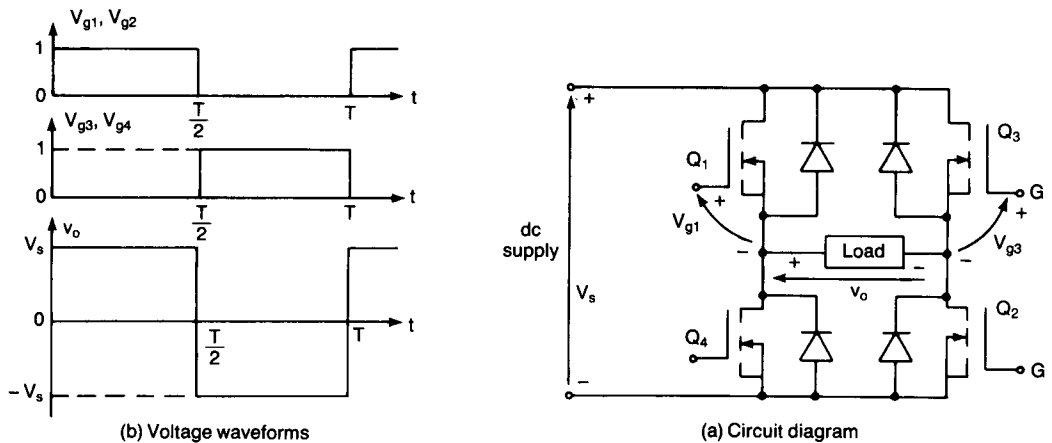 Vg1, Vg2
1
0
T/2
T
t
Vg3, Vg4
1
0
T/2
T
t
vo
Vs
0
T/2
T
t
– Vs
(b) Voltage waveforms
+
Q1
Q3
+
G
+
Vg1
Vg3
–
–
dc
supply
+
Load
–
vo
Vs
Q4
Q2
G
–
(a) Circuit diagram